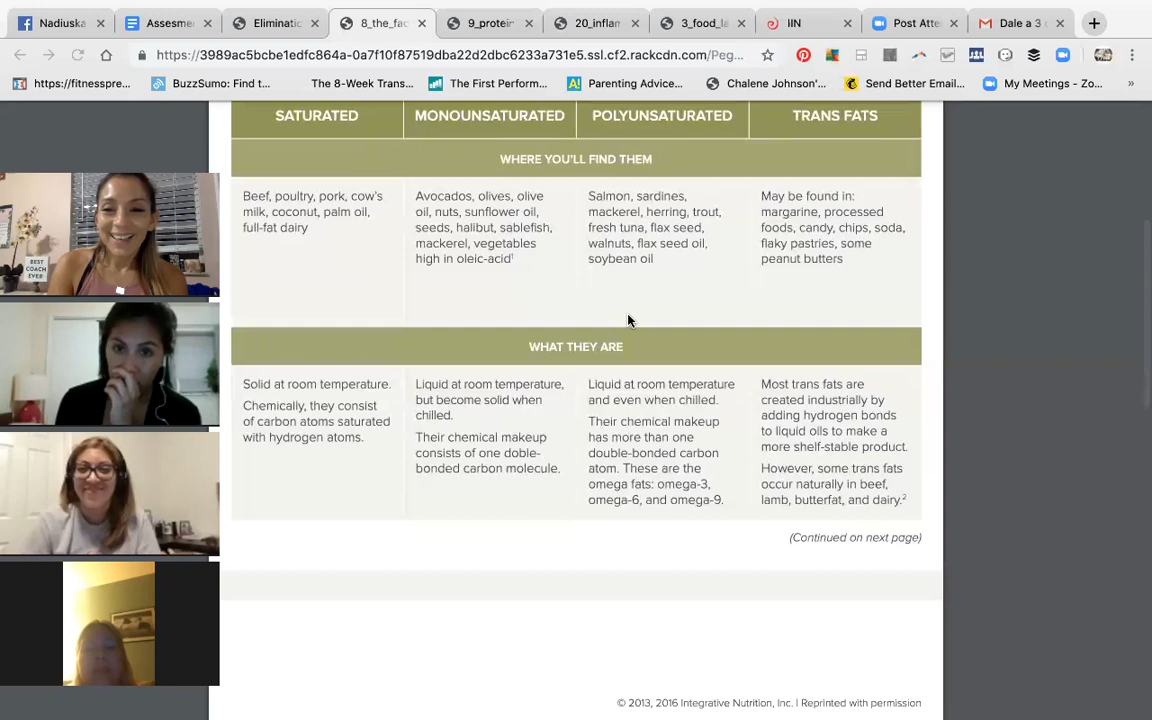 Nadiuska
Assesme
Eliminatio
8_the_fac
9_protein
20_inflam
3_food_la
IIN
Post Atte
Dale a 3 c
https://3989ac5bcbe1edfc864a-0a7f10f87519dba22d2dbc6233a731e5.ssl.cf2.rackcdn.com/Peg...
https://fitnesspre...
BuzzSumo: Find t...
The 8-Week Trans...
The First Perform...
Parenting Advice...
Chalene Johnson'...
Send Better Email...
My Meetings - Zo...
»
SATURATED
MONOUNSATURATED
POLYUNSATURATED
TRANS FATS
WHERE YOU'LL FIND THEM
Beef, poultry, pork, cow's
milk, coconut, palm oil,
full-fat dairy
Avocados, olives, olive
oil, nuts, sunflower oil,
seeds, halibut, sablefish,
mackerel, vegetables
high in oleic-acid¹
Salmon, sardines,
mackerel, herring, trout,
fresh tuna, flax seed,
walnuts, flax seed oil,
soybean oil
May be found in:
margarine, processed
foods, candy, chips, soda,
flaky pastries, some
peanut butters
WHAT THEY ARE
Solid at room temperature.
Chemically, they consist
of carbon atoms saturated
with hydrogen atoms.
Liquid at room temperature,
but become solid when
chilled.
Their chemical makeup
consists of one doble-
bonded carbon molecule.
Liquid at room temperature
and even when chilled.
Their chemical makeup
has more than one
double-bonded carbon
atom. These are the
omega fats: omega-3,
omega-6, and omega-9.
Most trans fats are
created industrially by
adding hydrogen bonds
to liquid oils to make a
more shelf-stable product.
However, some trans fats
occur naturally in beef,
lamb, butterfat, and dairy.²
(Continued on next page)
© 2013, 2016 Integrative Nutrition, Inc. | Reprinted with permission
BEST
COACH
EVER